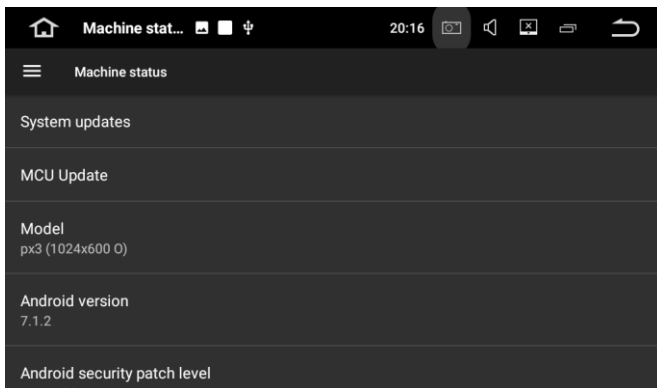 Machine stat... 20:16
Machine status
System updates
MCU Update
Model
px3 (1024x600 O)
Android version
7.1.2
Android security patch level